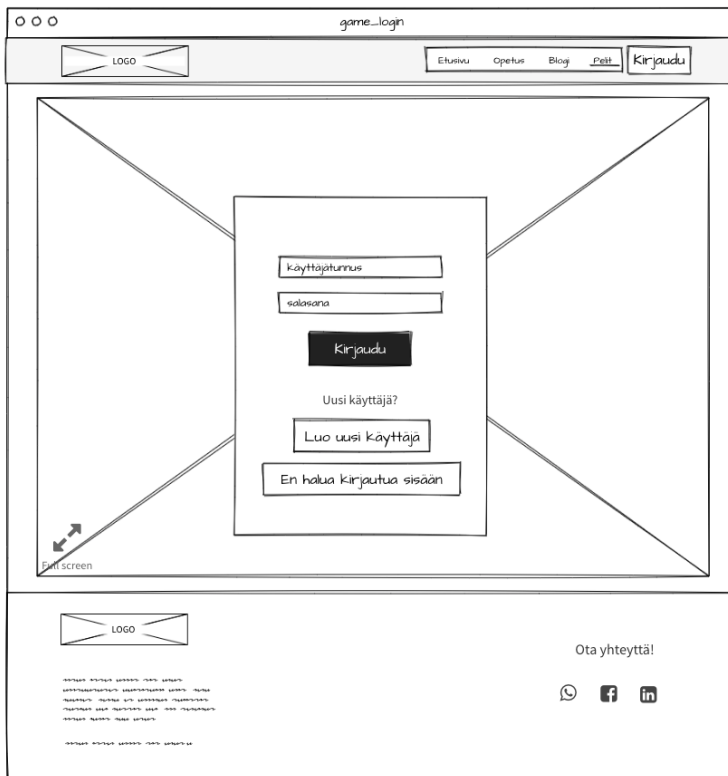 game_login
LOGO
Etusivu Opetus Blogi Pelit Kirjaudu
käyttäjätunnus
salasana
Kirjaudu
Uusi käyttäjä?
Luo uusi käyttäjä
En halua kirjautua sisään
Full screen
LOGO
Ota yhteyttä!